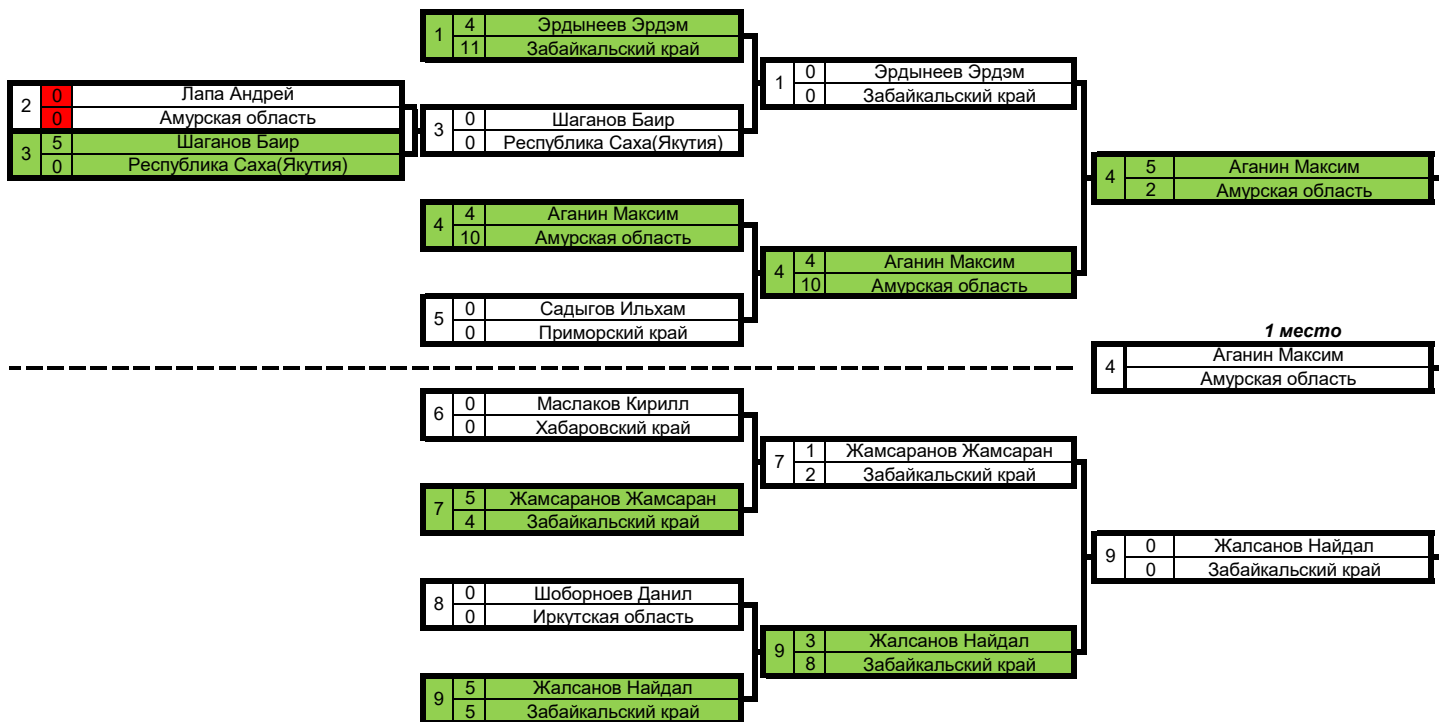 1 4 Эрдынеев Эрдэм
11 Забайкальский край
2 0 Лапа Андрей
0 Амурская область
3 5 Шаганов Баир
0 Республика Саха(Якутия)
3 0 Шаганов Баир
0 Республика Саха(Якутия)
1 0 Эрдынеев Эрдэм
0 Забайкальский край
4 4 Аганин Максим
10 Амурская область
5 0 Садыгов Ильхам
0 Приморский край
4 4 Аганин Максим
10 Амурская область
4 5 Аганин Максим
2 Амурская область
1 место
4 Аганин Максим
Амурская область
6 0 Маслаков Кирилл
0 Хабаровский край
7 5 Жамсаранов Жамсаран
4 Забайкальский край
7 1 Жамсаранов Жамсаран
2 Забайкальский край
8 0 Шоборноев Данил
0 Иркутская область
9 5 Жалсанов Найдал
5 Забайкальский край
9 3 Жалсанов Найдал
8 Забайкальский край
9 0 Жалсанов Найдал
0 Забайкальский край